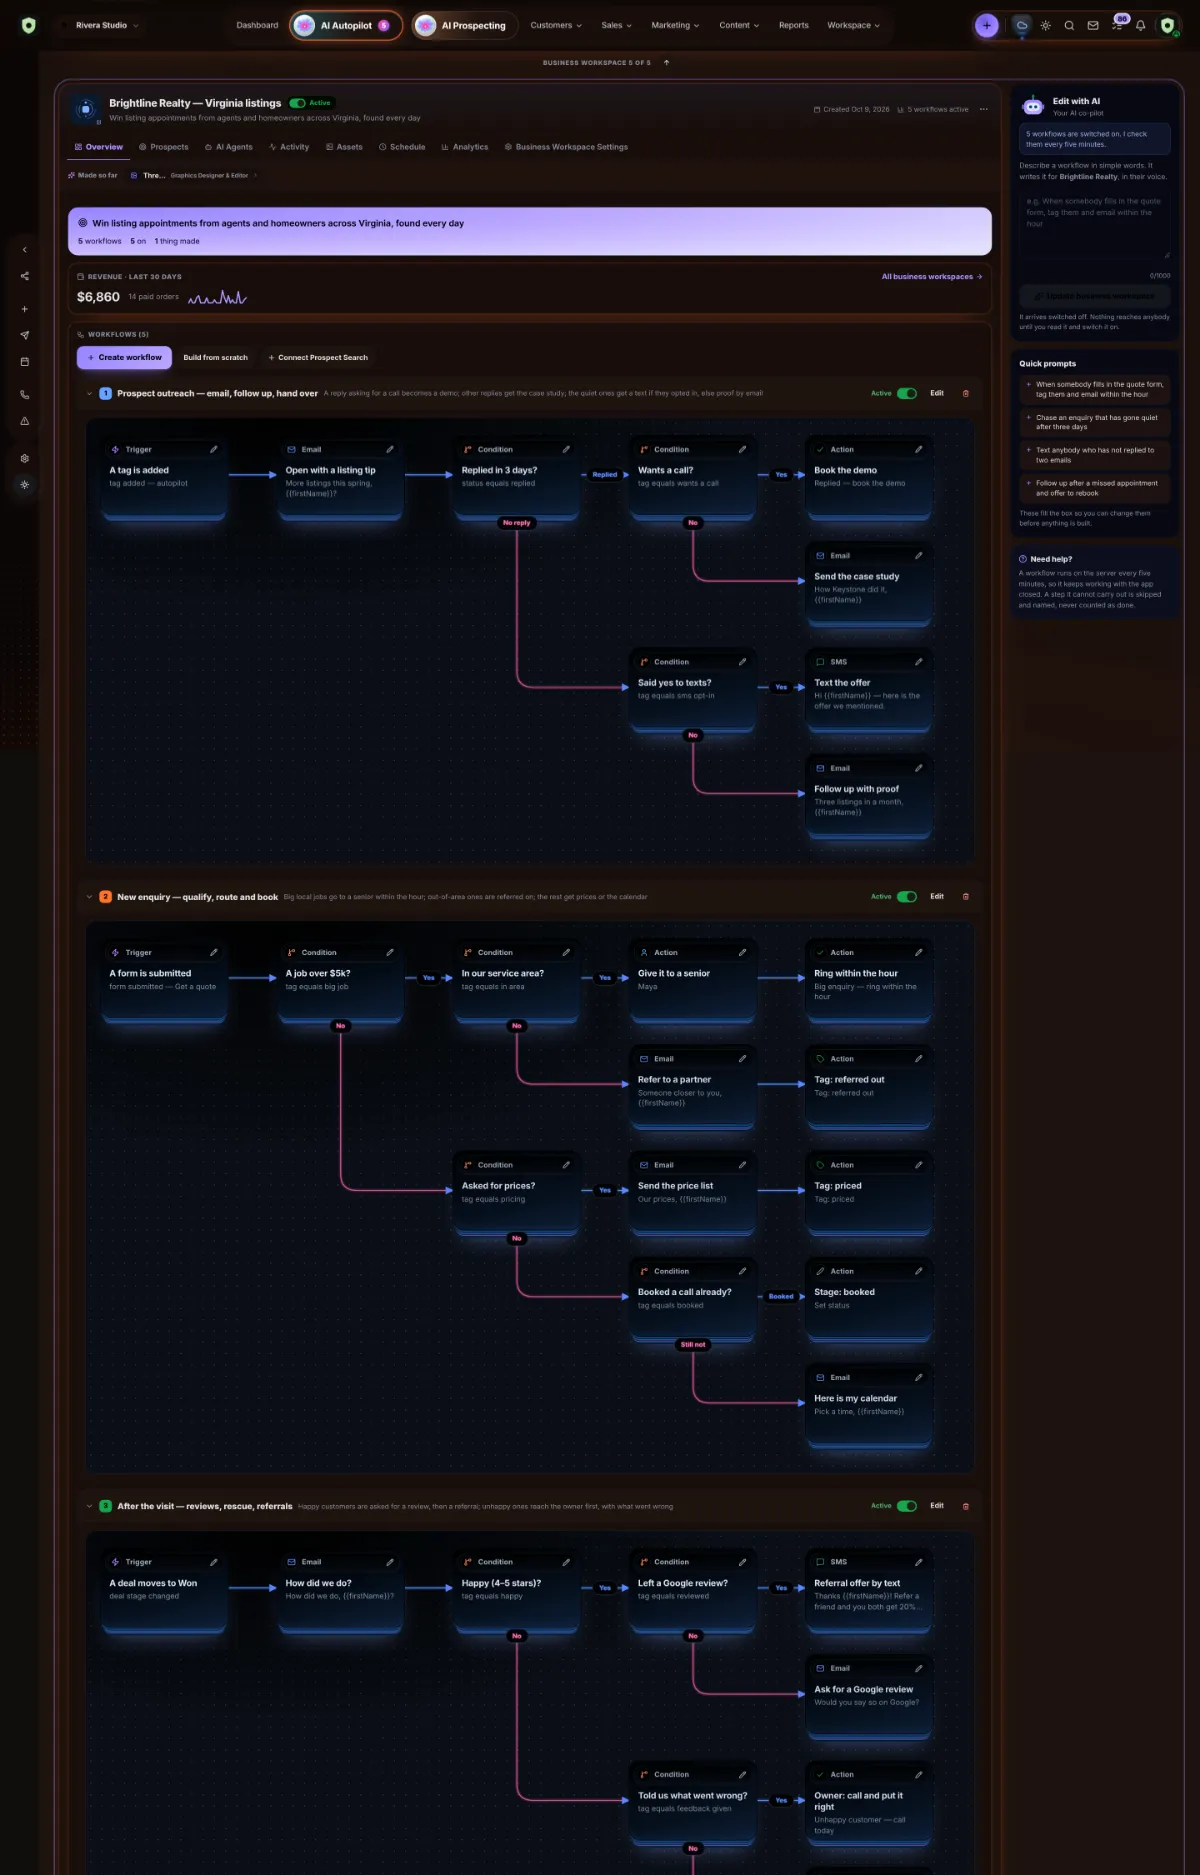 Rivera Studio
Dashboard
AI Autopilot 5
AI Prospecting
Customers
Sales
Marketing
Content
Reports
Workspace
86
BUSINESS WORKSPACE 5 OF 5
Brightline Realty — Virginia listings
Active
Win listing appointments from agents and homeowners across Virginia, found every day
Created Oct 9, 2026
5 workflows active
Overview
Prospects
AI Agents
Activity
Assets
Schedule
Analytics
Business Workspace Settings
Made so far
Thre...
Graphics Designer & Editor
Win listing appointments from agents and homeowners across Virginia, found every day
5 workflows 5 on 1 thing made
REVENUE · LAST 30 DAYS
All business workspaces
$6,860 14 paid orders
WORKFLOWS (5)
+ Create workflow
Build from scratch
+ Connect Prospect Search
1 Prospect outreach — email, follow up, hand over
A reply asking for a call becomes a demo; other replies get the case study; the quiet ones get a text if they opted in, else proof by email
Active
Edit
Trigger
A tag is added
tag added — autopilot
Email
Open with a listing tip
More listings this spring,
{{firstName}}?
Condition
Replied in 3 days?
status equals replied
Replied
Condition
Wants a call?
tag equals wants a call
Yes
Action
Book the demo
Replied — book the demo
No reply
No
Email
Send the case study
How Keystone did it,
{{firstName}}
Condition
Said yes to texts?
tag equals sms opt-in
Yes
SMS
Text the offer
Hi {{firstName}} — here is the
offer we mentioned.
No
Email
Follow up with proof
Three listings in a month,
{{firstName}}
2 New enquiry — qualify, route and book
Big local jobs go to a senior within the hour; out-of-area ones are referred on; the rest get prices or the calendar
Active
Edit
Trigger
A form is submitted
form submitted — Get a quote
Condition
A job over $5k?
tag equals big job
Yes
Condition
In our service area?
tag equals in area
Yes
Action
Give it to a senior
Maya
Action
Ring within the hour
Big enquiry — ring within the
hour
No
No
Email
Refer to a partner
Someone closer to you,
{{firstName}}
Action
Tag: referred out
Tag: referred out
Condition
Asked for prices?
tag equals pricing
Yes
Email
Send the price list
Our prices, {{firstName}}
Action
Tag: priced
Tag: priced
No
Condition
Booked a call already?
tag equals booked
Booked
Action
Stage: booked
Set status
Still not
Email
Here is my calendar
Pick a time, {{firstName}}
3 After the visit — reviews, rescue, referrals
Happy customers are asked for a review, then a referral; unhappy ones reach the owner first, with what went wrong
Active
Edit
Trigger
A deal moves to Won
deal stage changed
Email
How did we do?
How did we do, {{firstName}}?
Condition
Happy (4–5 stars)?
tag equals happy
Yes
Condition
Left a Google review?
tag equals reviewed
Yes
SMS
Referral offer by text
Thanks {{firstName}}! Refer a
friend and you both get 20%...
No
No
Email
Ask for a Google review
Would you say so on Google?
Condition
Told us what went wrong?
tag equals feedback given
Yes
Action
Owner: call and put it
right
Unhappy customer — call
today
No
Edit with AI
Your AI co-pilot
5 workflows are switched on. I check
them every five minutes.
Describe a workflow in simple words. It
writes it for Brightline Realty, in their voice.
e.g. When somebody fills in the quote
form, tag them and email within the
hour
0/1000
Update business workspace
It arrives switched off. Nothing reaches anybody
until you read it and switch it on.
Quick prompts
+ When somebody fills in the quote form,
tag them and email within the hour
+ Chase an enquiry that has gone quiet
after three days
+ Text anybody who has not replied to
two emails
+ Follow up after a missed appointment
and offer to rebook
These fill the box so you can change them
before anything is built.
Need help?
A workflow runs on the server every five
minutes, so it keeps working with the app
closed. A step it cannot carry out is skipped
and named, never counted as done.